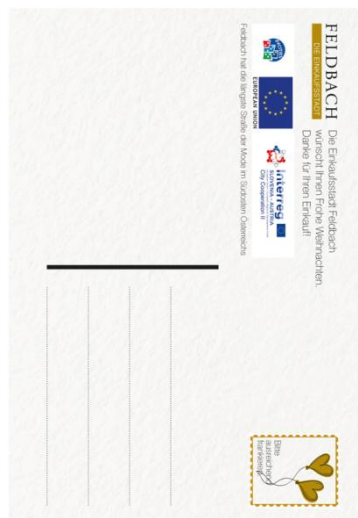 FELDBACH
DIE EINKAUFSSTADT
Die Einkaufsstadt Feldbach
wünscht Ihnen Frohe Weihnachten.
Danke für Ihren Einkauf!
EUROPEAN UNION
Interreg
SLOVENIA - AUSTRIA
City Cooperation II
Feldbach hat die längste Straße der Mode im Südosten Österreichs
Bitte
ausreichend
frankieren